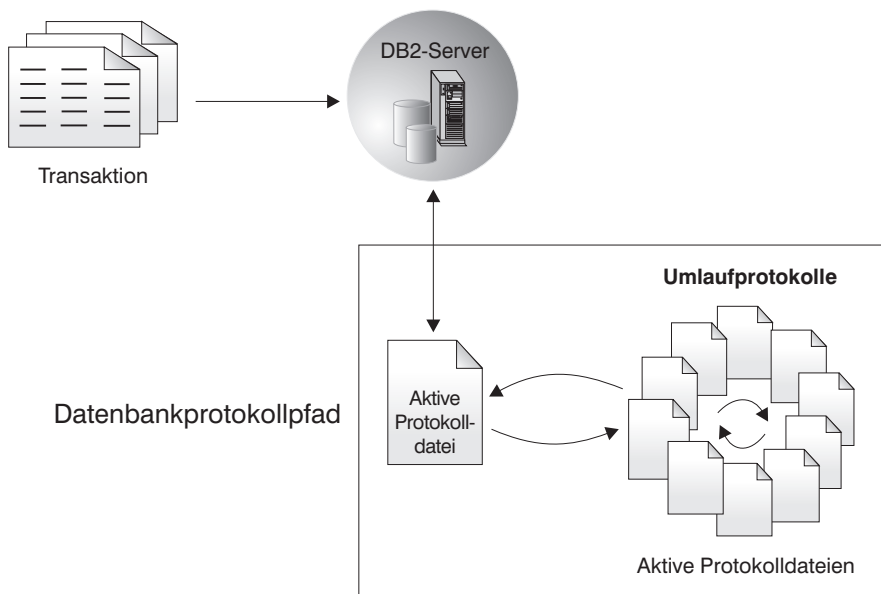 DB2-Server
Transaktion
Umlaufprotokolle
Datenbankprotokollpfad
Aktive
Protokoll-
datei
Aktive Protokolldateien